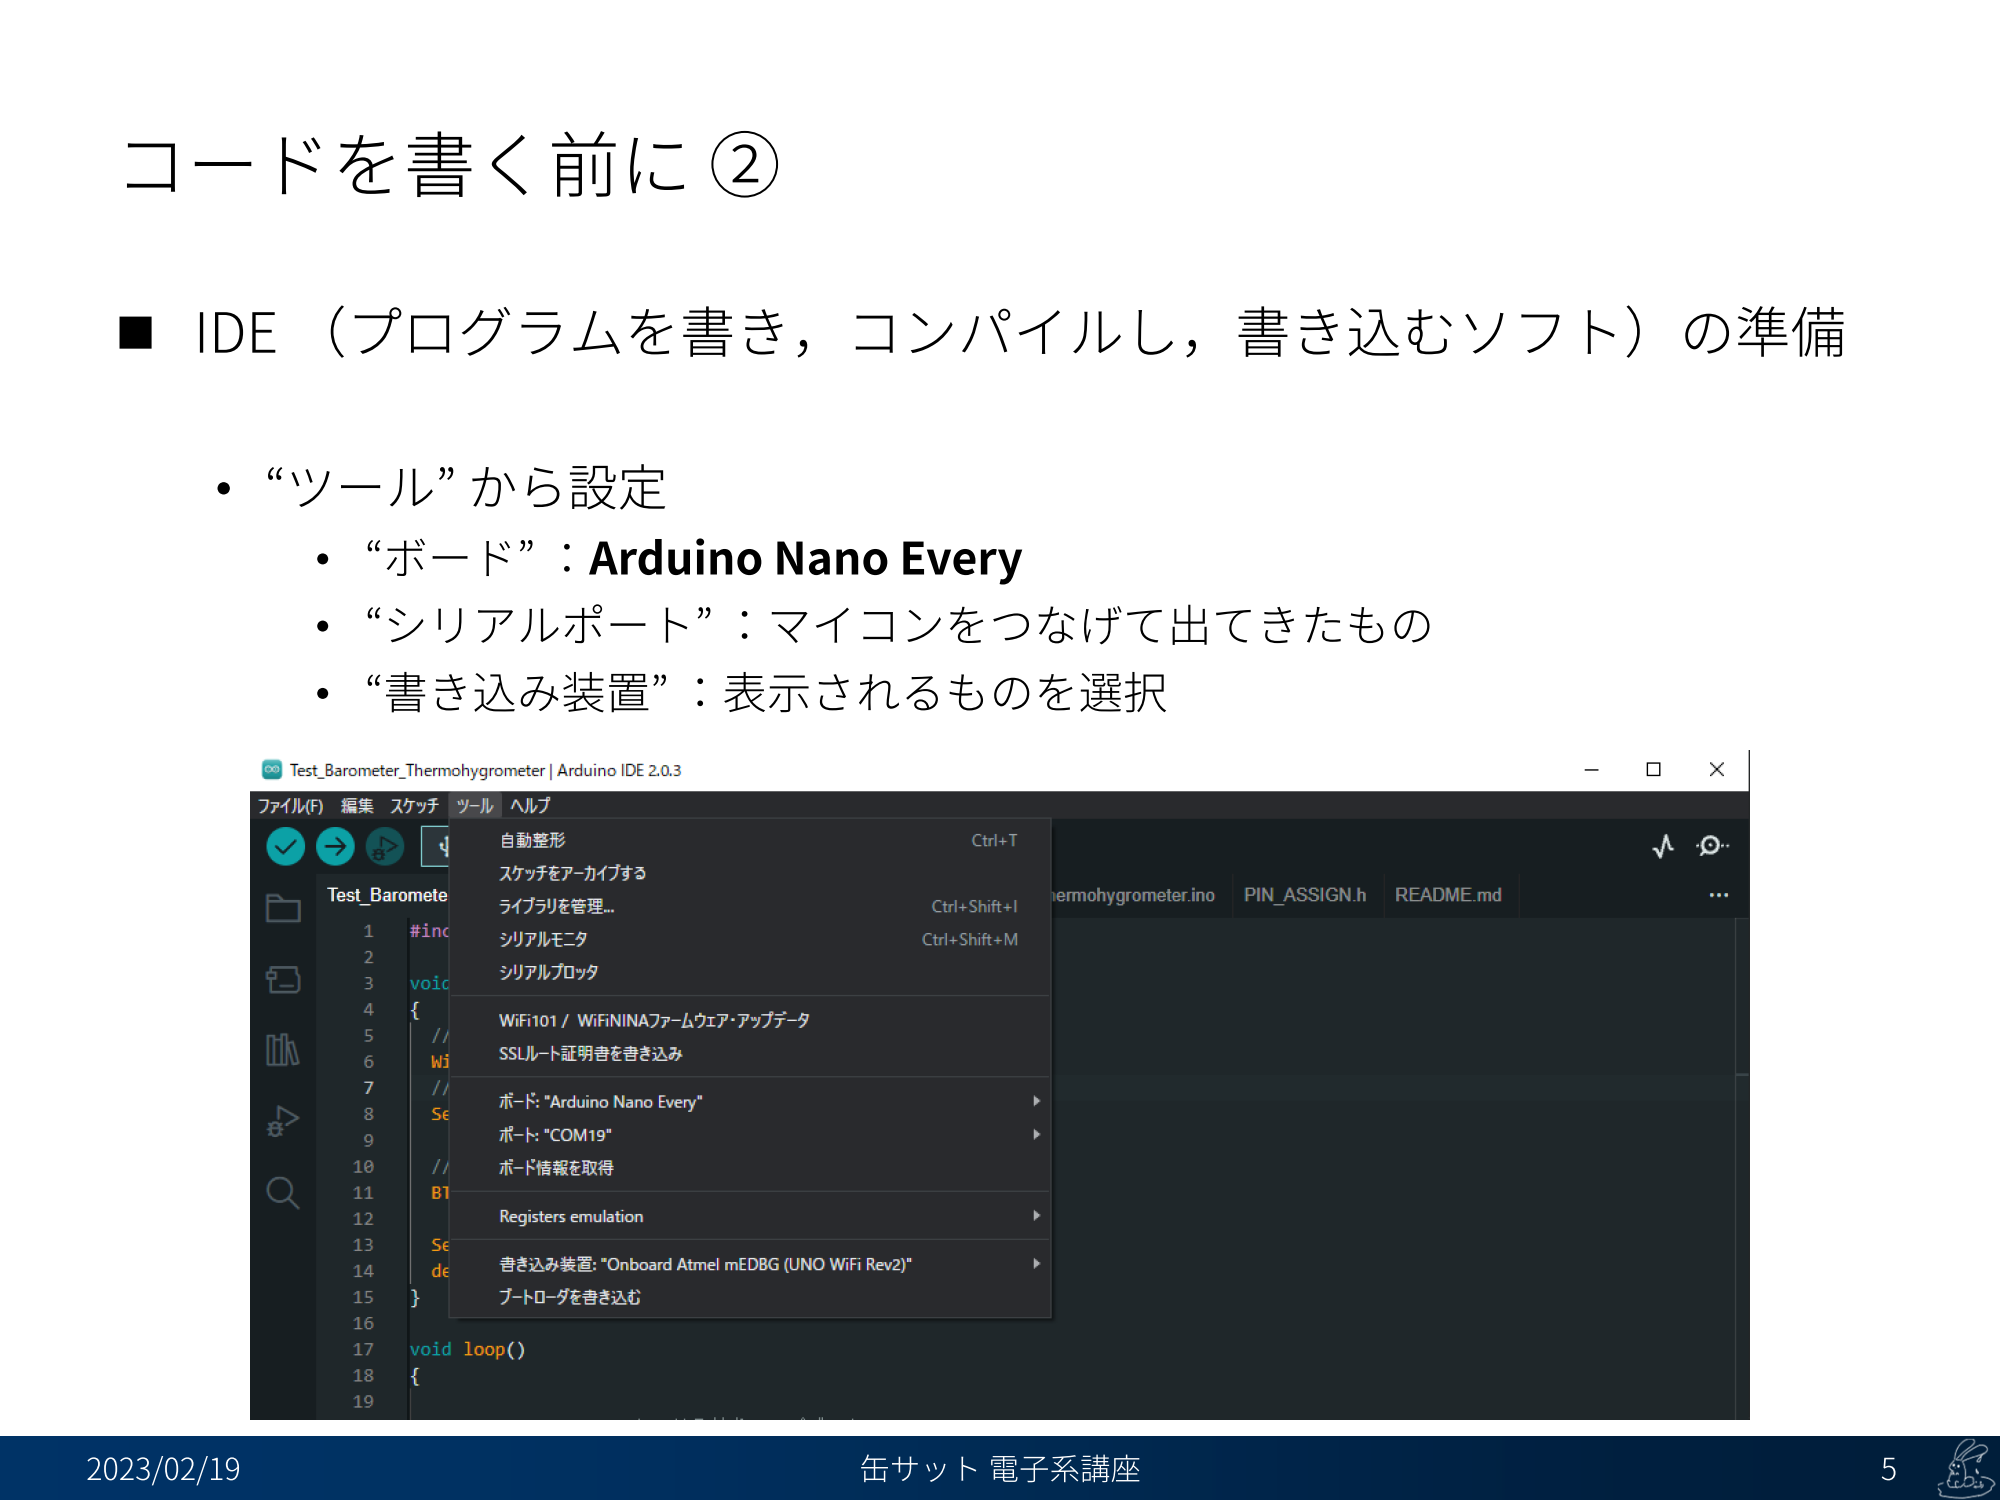 コードを書く前に ②
■ IDE （プログラムを書き，コンパイルし，書き込むソフト）の準備
• “ツール” から設定
• “ボード” ：Arduino Nano Every
• “シリアルポート” ：マイコンをつなげて出てきたもの
• “書き込み装置” ：表示されるものを選択
Test_Barometer_Thermohygrometer | Arduino IDE 2.0.3
ファイル(F) 編集 スケッチ ツール ヘルプ
自動整形 Ctrl+T
スケッチをアーカイブする
ライブラリを管理... Ctrl+Shift+I
シリアルモニタ Ctrl+Shift+M
シリアルプロッタ
WiFi101 / WiFiNINAファームウェア・アップデータ
SSLルート証明書を書き込み
ボード: "Arduino Nano Every"
ポート: "COM19"
ボード情報を取得
Registers emulation
書き込み装置: "Onboard Atmel mEDBG (UNO WiFi Rev2)"
ブートローダを書き込む
Test_Baromete
ermohygrometer.ino PIN_ASSIGN.h README.md ...
1 #inc
2
3 void
4 {
5 //
6 Wi
7 //
8 Se
9
10 //
11 BT
12
13 Se
14 de
15 }
16
17 void loop()
18 {
19
2023/02/19 缶サット 電子系講座 5